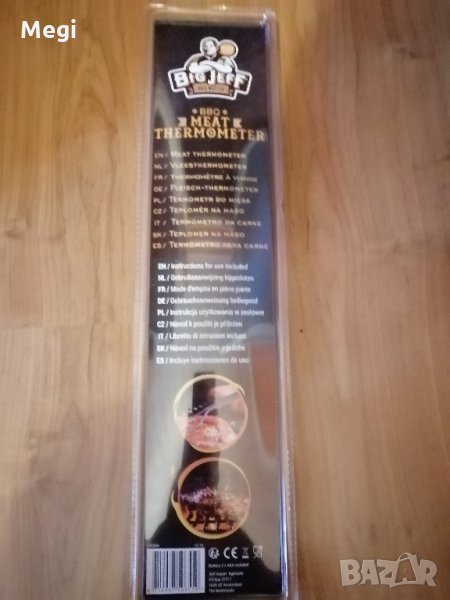 Megi
BIG JEFF
BBQ
MEAT
THERMOMETER
EN / MEAT THERMOMETER
NL / VLEESTHERMOMETER
FR / THERMOMÈTRE À VIANDE
DE / FLEISCH-THERMOMETER
PL / TERMOMETR DO MIĘSA
CZ / TEPLOMĚR NA MASO
IT / TERMOMETRO DA CARNE
SK / TEPLOMER NA MÄSO
ES / TERMÓMETRO PARA CARNE
EN / Instructions for use included
NL / Gebruiksaanwijzing bijgesloten
FR / Mode d'emploi en pièce jointe
DE / Gebrauchsanweisung beiliegend
PL / Instrukcja użytkowania w zestawie
CZ / Návod k použití je přiložen
IT / Libretto di istruzioni incluso
SK / Návod na použitie
ES / Incluye instrucciones de uso
CE
The Netherlands
BAZAR